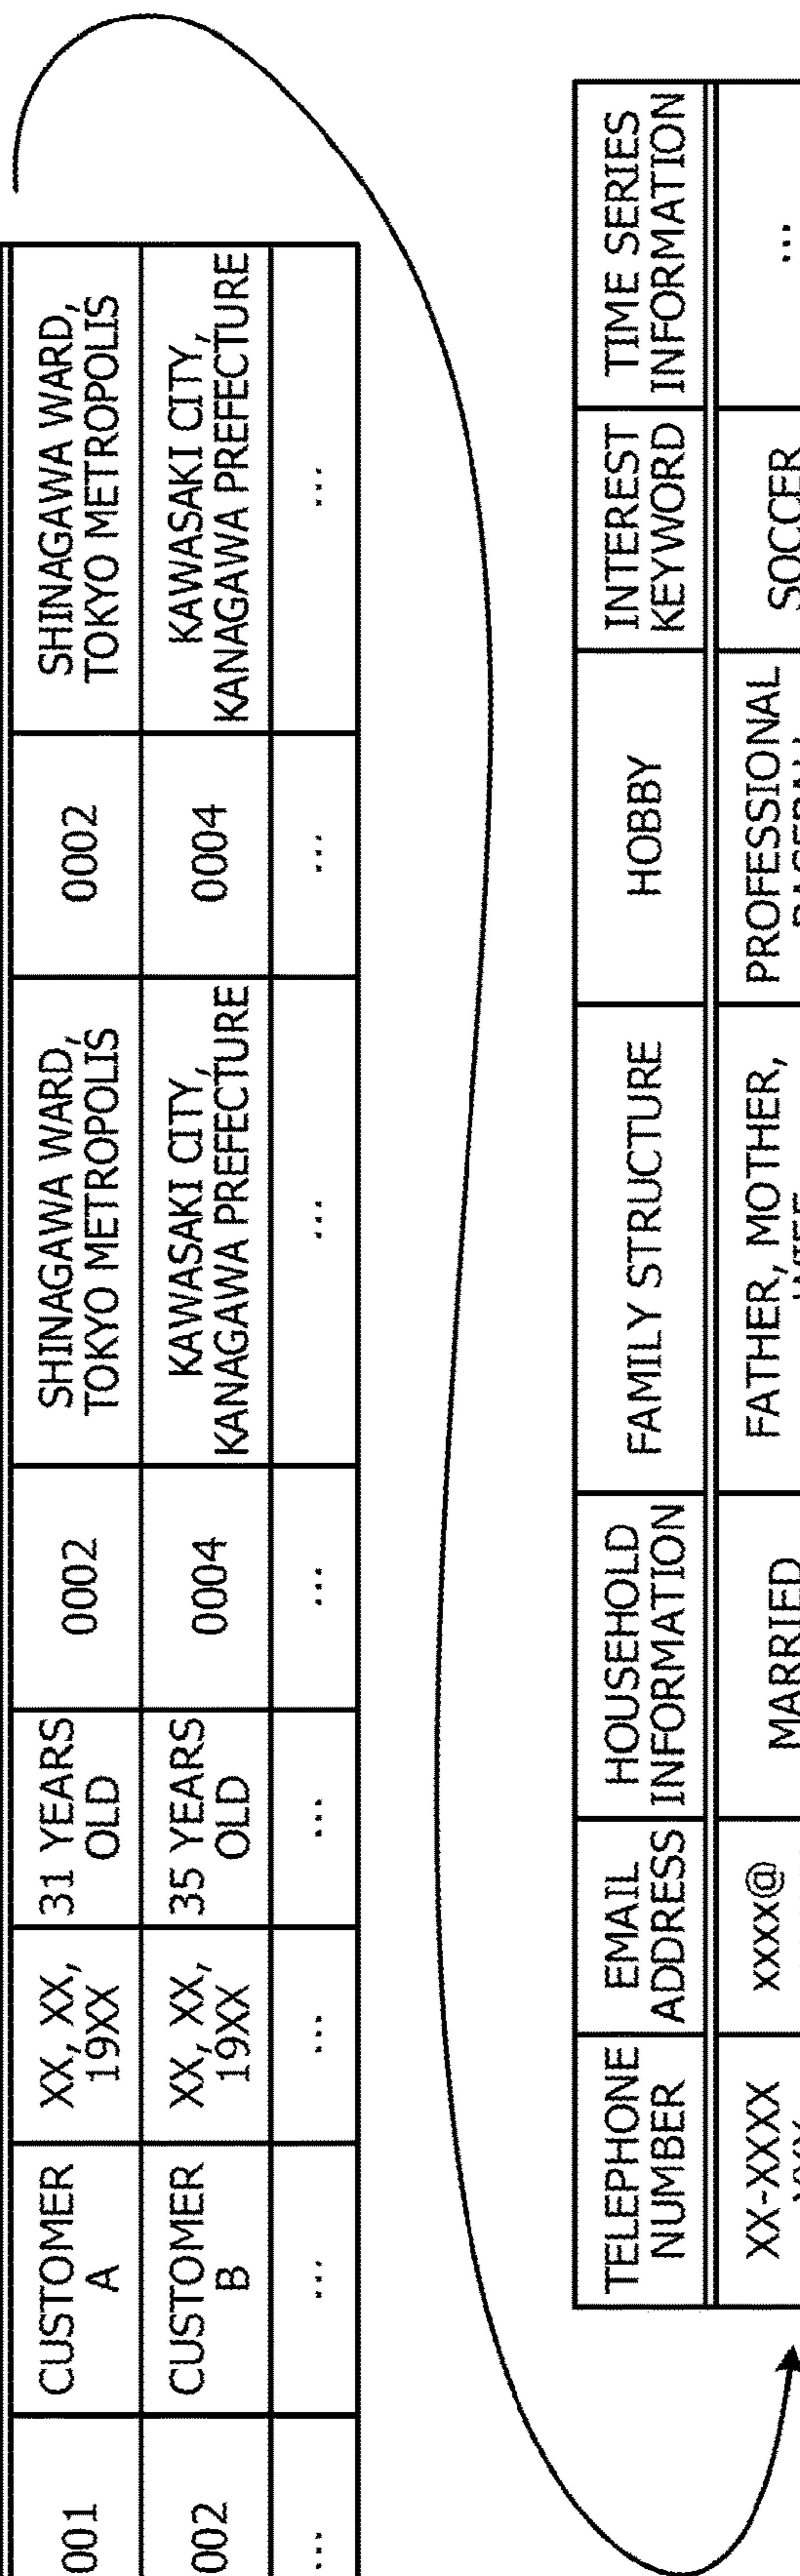 001
CUSTOMER
A
XX, XX,
19XX
31 YEARS
OLD
0002
SHINAGAWA WARD,
TOKYO METROPOLIS
0002
SHINAGAWA WARD,
TOKYO METROPOLIS
002
CUSTOMER
B
XX, XX,
19XX
35 YEARS
OLD
0004
KAWASAKI CITY,
KANAGAWA PREFECTURE
0004
KAWASAKI CITY,
KANAGAWA PREFECTURE
...
...
...
...
...
...
...
...
TELEPHONE
NUMBER
EMAIL
ADDRESS
HOUSEHOLD
INFORMATION
FAMILY STRUCTURE
HOBBY
INTEREST
KEYWORD
TIME SERIES
INFORMATION
XX-XXXX
xxxx@
MARRIED
FATHER, MOTHER,
PROFESSIONAL
SOCCER
...